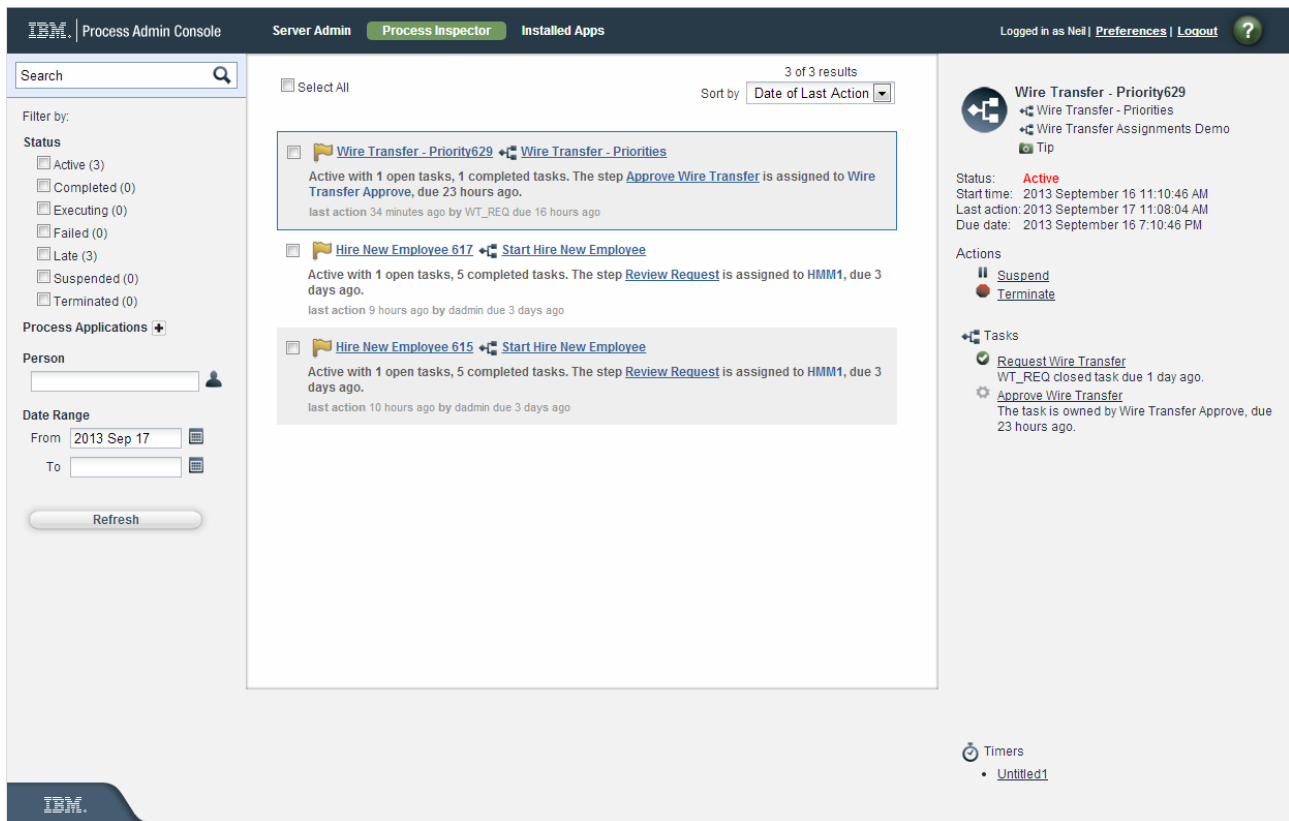 IBM. Process Admin Console
Server Admin
Process Inspector
Installed Apps
Logged in as Neil | Preferences | Logout
?
Search
Filter by:
Status
Active (3)
Completed (0)
Executing (0)
Failed (0)
Late (3)
Suspended (0)
Terminated (0)
Process Applications +
Person
Date Range
From 2013 Sep 17
To
Refresh
IBM.
Select All
3 of 3 results
Sort by Date of Last Action
Wire Transfer - Priority629 Wire Transfer - Priorities
Active with 1 open tasks, 1 completed tasks. The step Approve Wire Transfer is assigned to Wire
Transfer Approve, due 23 hours ago.
last action 34 minutes ago by WT_REQ due 16 hours ago
Hire New Employee 617 Start Hire New Employee
Active with 1 open tasks, 5 completed tasks. The step Review Request is assigned to HMM1, due 3
days ago.
last action 9 hours ago by dadmin due 3 days ago
Hire New Employee 615 Start Hire New Employee
Active with 1 open tasks, 5 completed tasks. The step Review Request is assigned to HMM1, due 3
days ago.
last action 10 hours ago by dadmin due 3 days ago
Wire Transfer - Priority629
Wire Transfer - Priorities
Wire Transfer Assignments Demo
Tip
Status: Active
Start time: 2013 September 16 11:10:46 AM
Last action: 2013 September 17 11:08:04 AM
Due date: 2013 September 16 7:10:46 PM
Actions
Suspend
Terminate
Tasks
Request Wire Transfer
WT_REQ closed task due 1 day ago.
Approve Wire Transfer
The task is owned by Wire Transfer Approve, due
23 hours ago.
Timers
• Untitled1